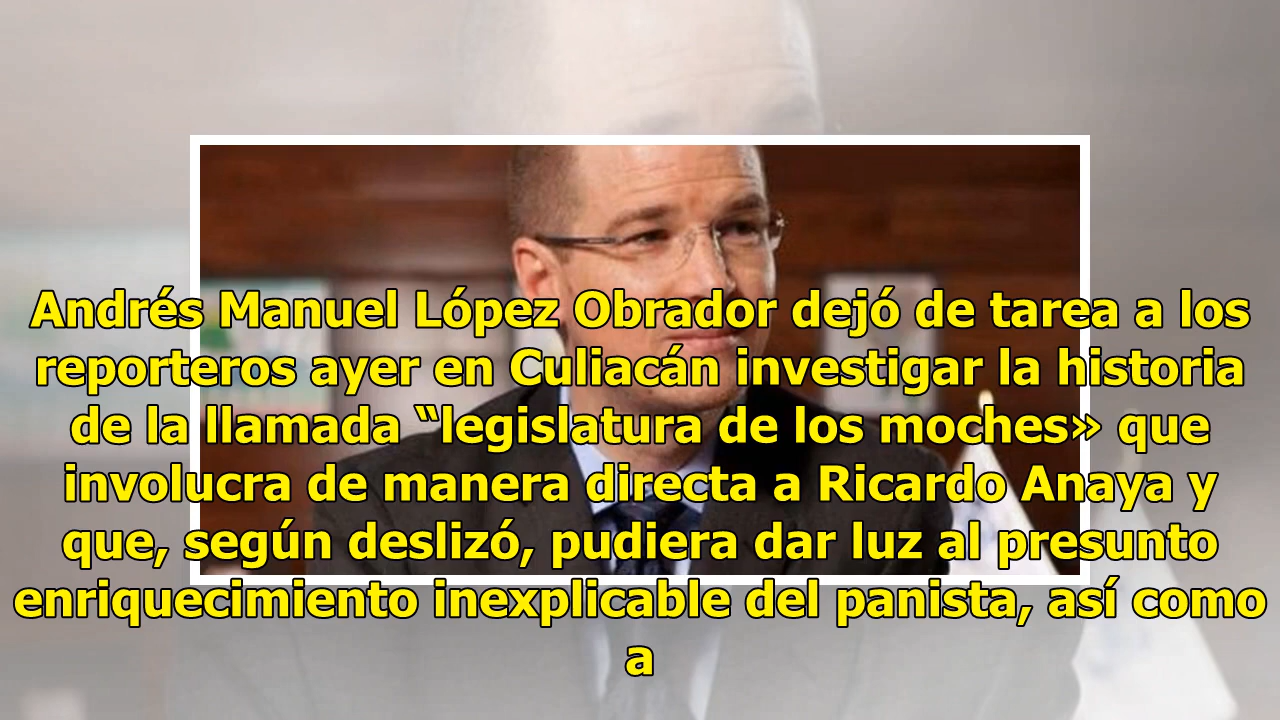 Andrés Manuel López Obrador dejó de tarea a los
reporteros ayer en Culiacán investigar la historia
de la llamada “legislatura de los moches» que
involucra de manera directa a Ricardo Anaya y
que, según deslizó, pudiera dar luz al presunto
enriquecimiento inexplicable del panista, así como
a